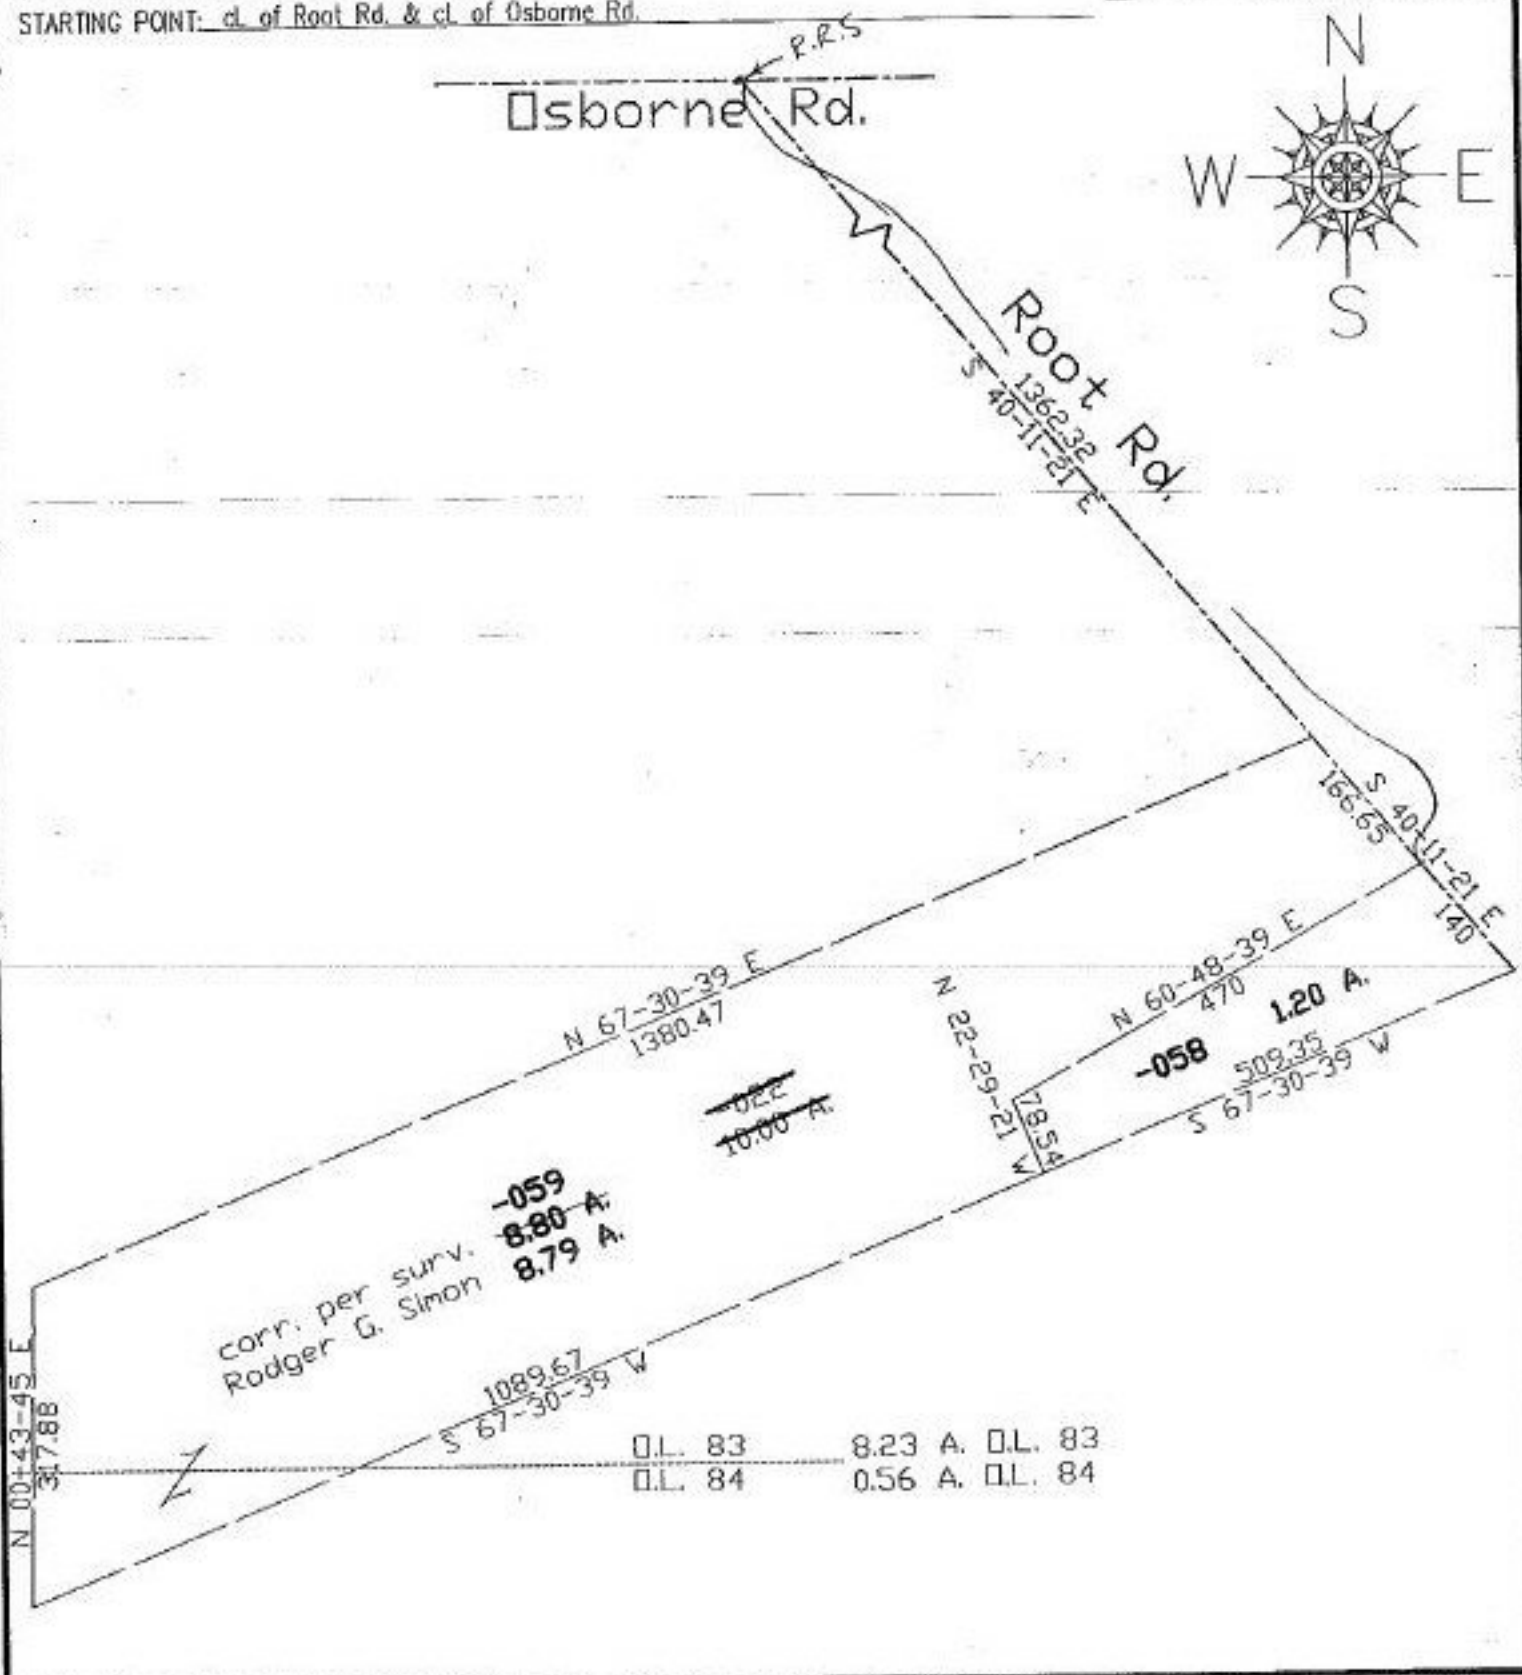 STARTING POINT: cL of Root Rd. & cL of Osborne Rd.
R.R.S
Osborne Rd.
N
W E
S
Root Rd.
1362.32
S 40-11-21 E
S 40-11-21 E
166.65
140
N 67-30-39 E
1380.47
N 22-29-21 W
78.54
N 60-48-39 E
470
1.20 A.
-058
509.35
S 67-30-39 W
-022
10.00 A.
-059
8.80 A.
corr. per surv. 8.79 A.
Rodger G. Simon
1089.67
S 67-30-39 W
N 00-43-45 E
317.88
Z
O.L. 83 8.23 A. O.L. 83
O.L. 84 0.56 A. O.L. 84